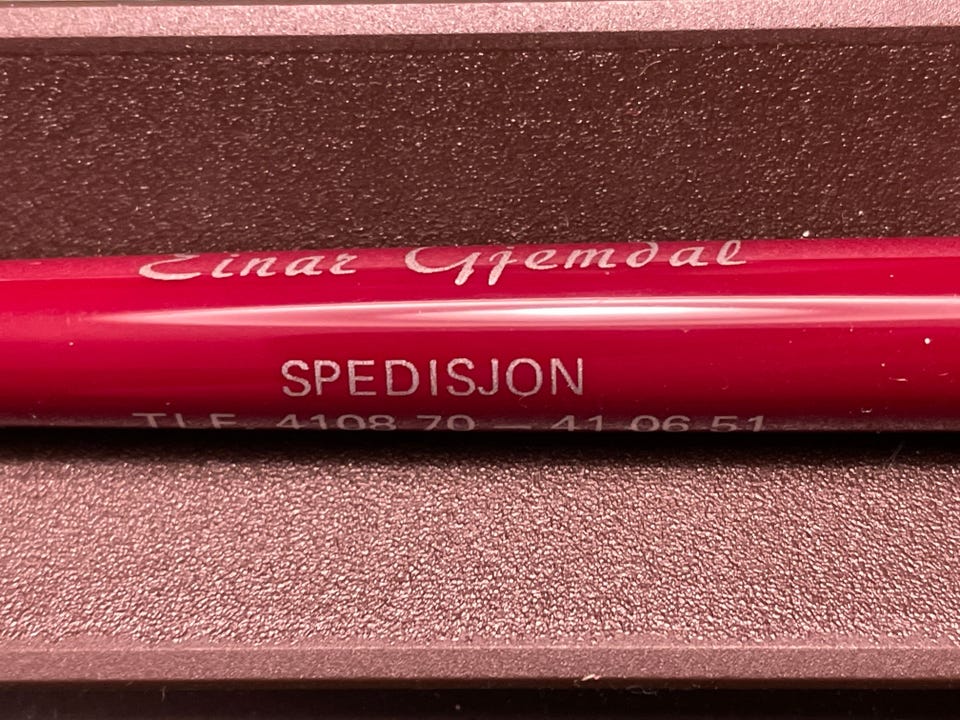 Einar Gjemdal
SPEDISJON
TLF. 4108 70 — 41 06 51